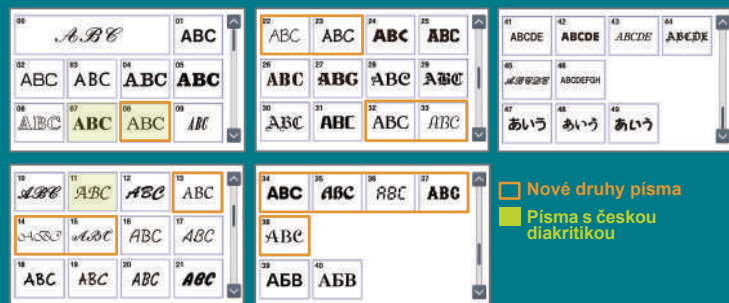 00 01
ABC ABC
02 03 04 05
ABC ABC ABC ABC
06 07 08 09
ABC ABC ABC ABC
22 23 24 25
ABC ABC ABC ABC
26 27 28 29
ABC ABC ABC ABC
30 31 32 33
ABC ABC ABC ABC
41 42 43 44
ABCDE ABCDE ABCDE ABCDE
45 46
ABCDE ABCDEFGH
47 48 49
あいう あいう あいう
10 11 12 13
ABC ABC ABC ABC
14 15 16 17
ABC ABC ABC ABC
18 19 20 21
ABC ABC ABC ABC
34 35 36 37
ABC ABC ABC ABC
38
ABC
39 40
АБВ АБВ
Nové druhy písma
Písma s českou
diakritikou